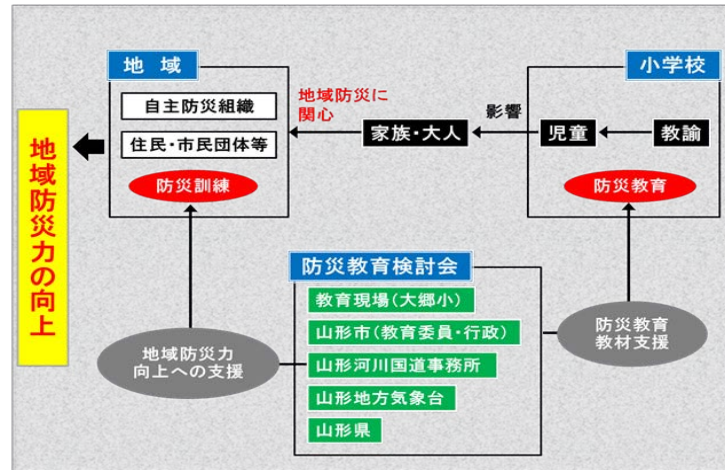 地域
小学校
自主防災組織
住民・市民団体等
防災訓練
地域防災に
関心
家族・大人
影響
児童
教諭
防災教育
地域防災力の向上
防災教育検討会
教育現場(大郷小)
山形市(教育委員・行政)
山形河川国道事務所
山形地方気象台
山形県
地域防災力
向上への支援
防災教育
教材支援